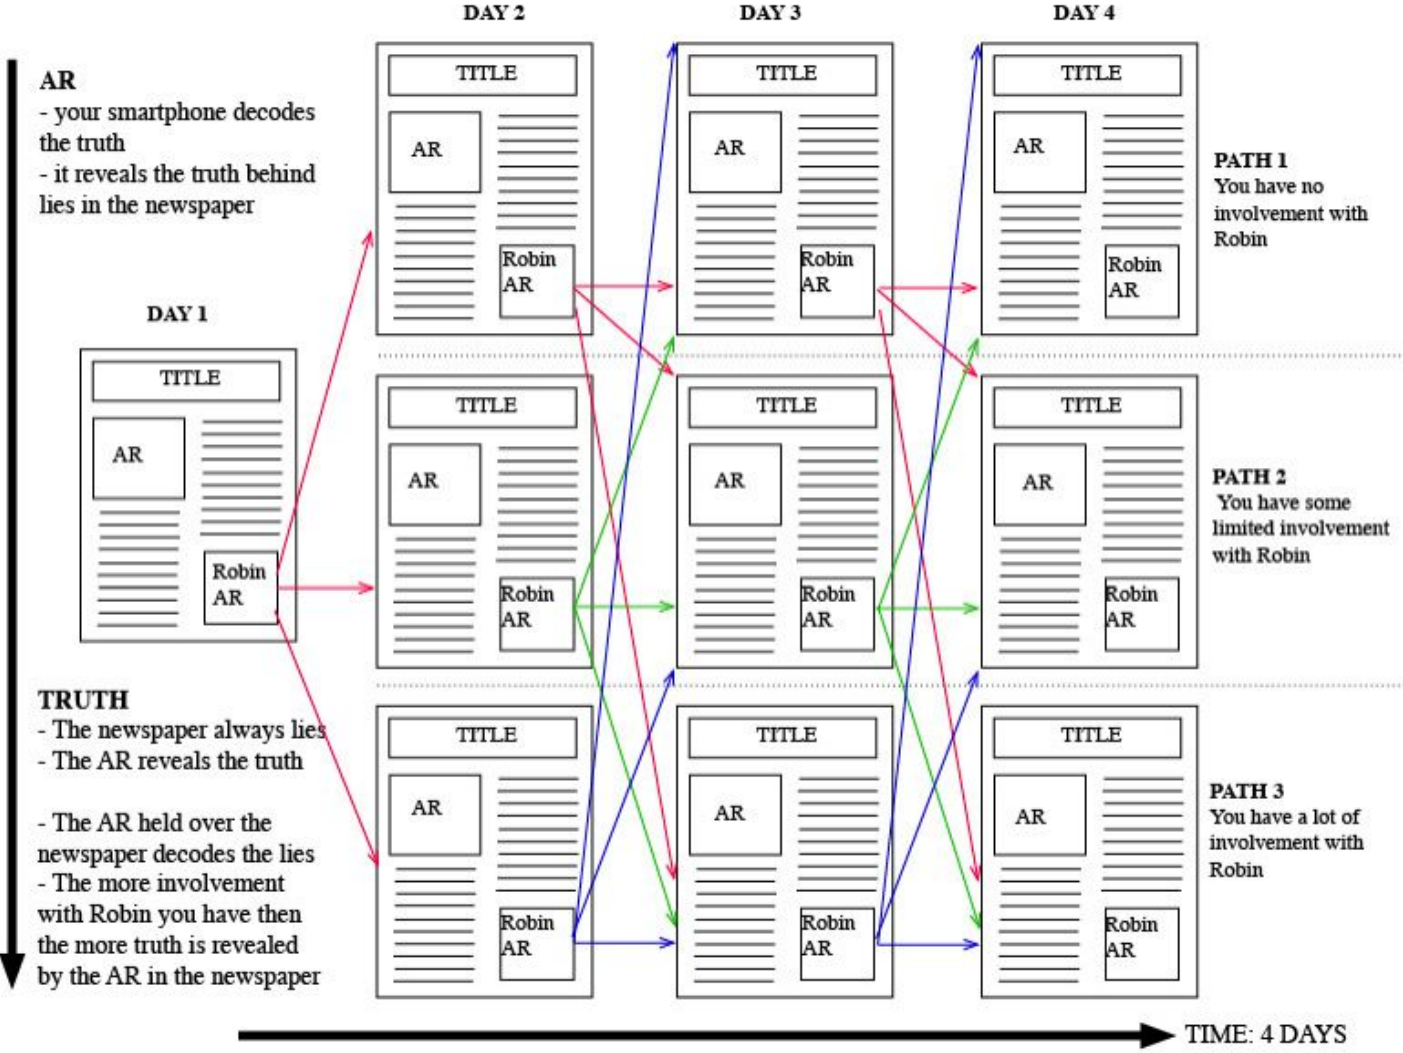 DAY 2
DAY 3
DAY 4
AR
- your smartphone decodes
the truth
- it reveals the truth behind
lies in the newspaper
TITLE
AR
Robin
AR
TITLE
AR
Robin
AR
TITLE
AR
Robin
AR
PATH 1
You have no
involvement with
Robin
DAY 1
TITLE
AR
Robin
AR
TITLE
AR
Robin
AR
TITLE
AR
Robin
AR
TITLE
AR
Robin
AR
PATH 2
You have some
limited involvement
with Robin
TRUTH
- The newspaper always lies
- The AR reveals the truth
- The AR held over the
newspaper decodes the lies
- The more involvement
with Robin you have then
the more truth is revealed
by the AR in the newspaper
TITLE
AR
Robin
AR
TITLE
AR
Robin
AR
TITLE
AR
Robin
AR
PATH 3
You have a lot of
involvement with
Robin
TIME: 4 DAYS